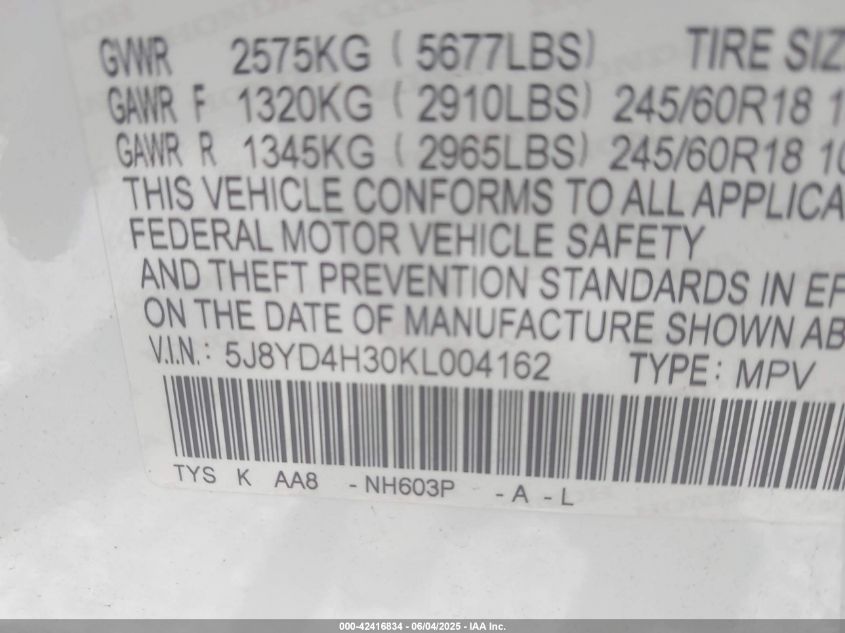 GVWR 2575KG ( 5677LBS) TIRE SIZ
GAWR F 1320KG ( 2910LBS) 245/60R18 1
GAWR R 1345KG ( 2965LBS) 245/60R18 10
THIS VEHICLE CONFORMS TO ALL APPLICA
FEDERAL MOTOR VEHICLE SAFETY
AND THEFT PREVENTION STANDARDS IN EF
ON THE DATE OF MANUFACTURE SHOWN AB
V.I.N.: 5J8YD4H30KL004162 TYPE: MPV
TYS K AA8 -NH603P -A -L
000-42416834 - 06/04/2025 - IAA Inc.